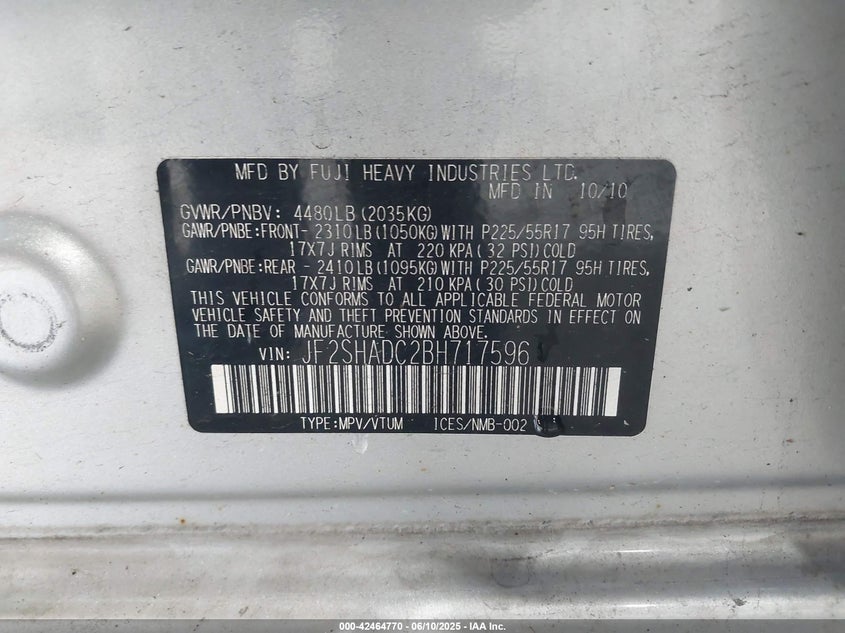 MFD BY FUJI HEAVY INDUSTRIES LTD.
MFD IN 10/10
GVWR/PNBV: 4480LB (2035KG)
GAWR/PNBE:FRONT- 2310LB (1050KG) WITH P225/55R17 95H TIRES,
17X7J RIMS AT 220 KPA ( 32 PSI) COLD
GAWR/PNBE:REAR - 2410LB (1095KG) WITH P225/55R17 95H TIRES,
17X7J RIMS AT 210 KPA ( 30 PSI) COLD
THIS VEHICLE CONFORMS TO ALL APPLICABLE FEDERAL MOTOR
VEHICLE SAFETY AND THEFT PREVENTION STANDARDS IN EFFECT ON
THE DATE OF MANUFACTURE SHOWN ABOVE.
VIN: JF2SHADC2BH717596
TYPE:MPV/VTUM ICES/NMB-002
000-42464770 - 06/10/2025 - IAA Inc.